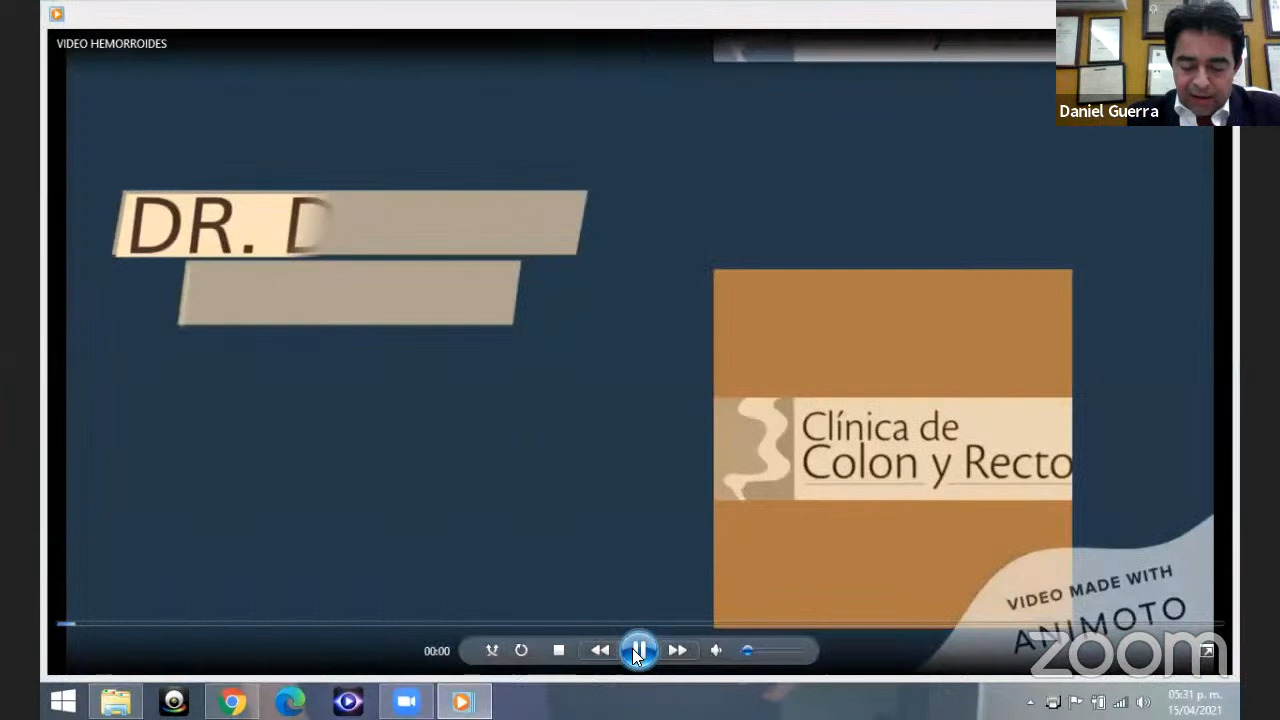 VIDEO HEMORROIDES
Daniel Guerra
DR. D
Clínica de
Colon y Recto
VIDEO MADE WITH
ANIMOTO
zoom
00:00
05:31 p. m.
15/04/2021